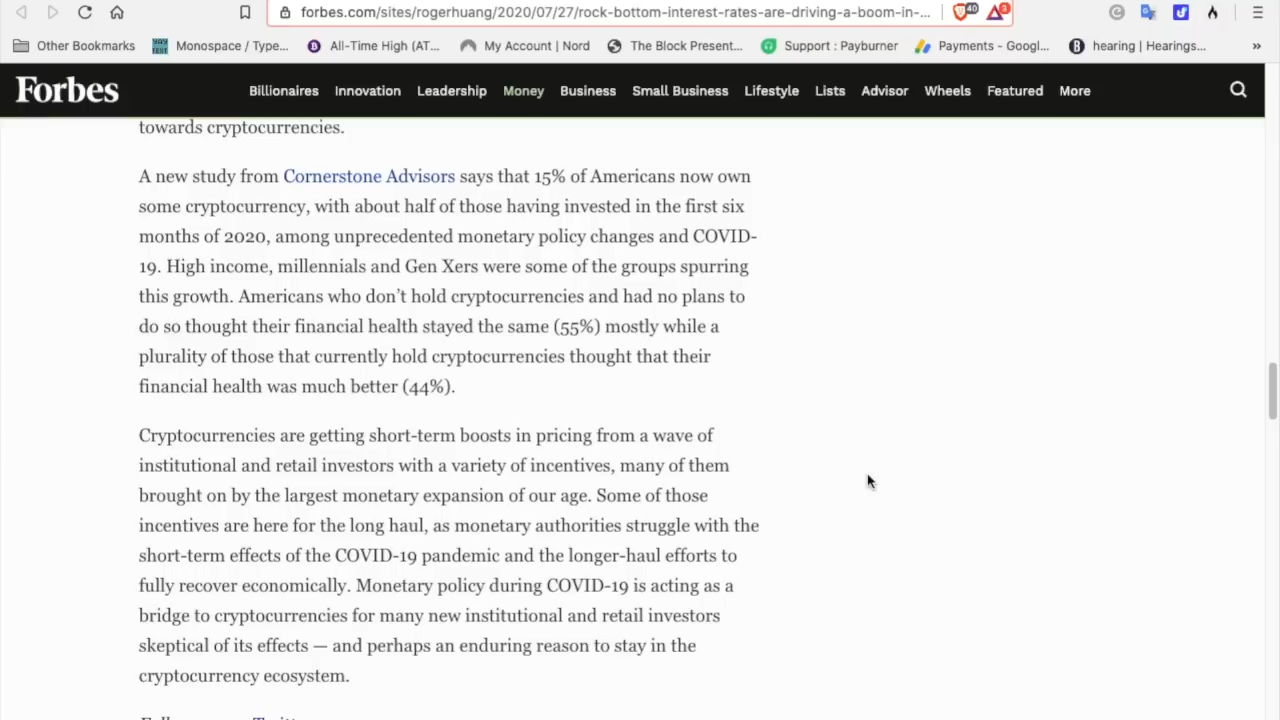 forbes.com/sites/rogerhuang/2020/07/27/rock-bottom-interest-rates-are-driving-a-boom-in-...
40
3
Other Bookmarks
Monospace / Type...
All-Time High (AT...
My Account | Nord
The Block Present...
Support : Payburner
Payments - Googl...
hearing | Hearings...
»
Forbes
Billionaires Innovation Leadership Money Business Small Business Lifestyle Lists Advisor Wheels Featured More
towards cryptocurrencies.
A new study from Cornerstone Advisors says that 15% of Americans now own
some cryptocurrency, with about half of those having invested in the first six
months of 2020, among unprecedented monetary policy changes and COVID-
19. High income, millennials and Gen Xers were some of the groups spurring
this growth. Americans who don’t hold cryptocurrencies and had no plans to
do so thought their financial health stayed the same (55%) mostly while a
plurality of those that currently hold cryptocurrencies thought that their
financial health was much better (44%).
Cryptocurrencies are getting short-term boosts in pricing from a wave of
institutional and retail investors with a variety of incentives, many of them
brought on by the largest monetary expansion of our age. Some of those
incentives are here for the long haul, as monetary authorities struggle with the
short-term effects of the COVID-19 pandemic and the longer-haul efforts to
fully recover economically. Monetary policy during COVID-19 is acting as a
bridge to cryptocurrencies for many new institutional and retail investors
skeptical of its effects — and perhaps an enduring reason to stay in the
cryptocurrency ecosystem.